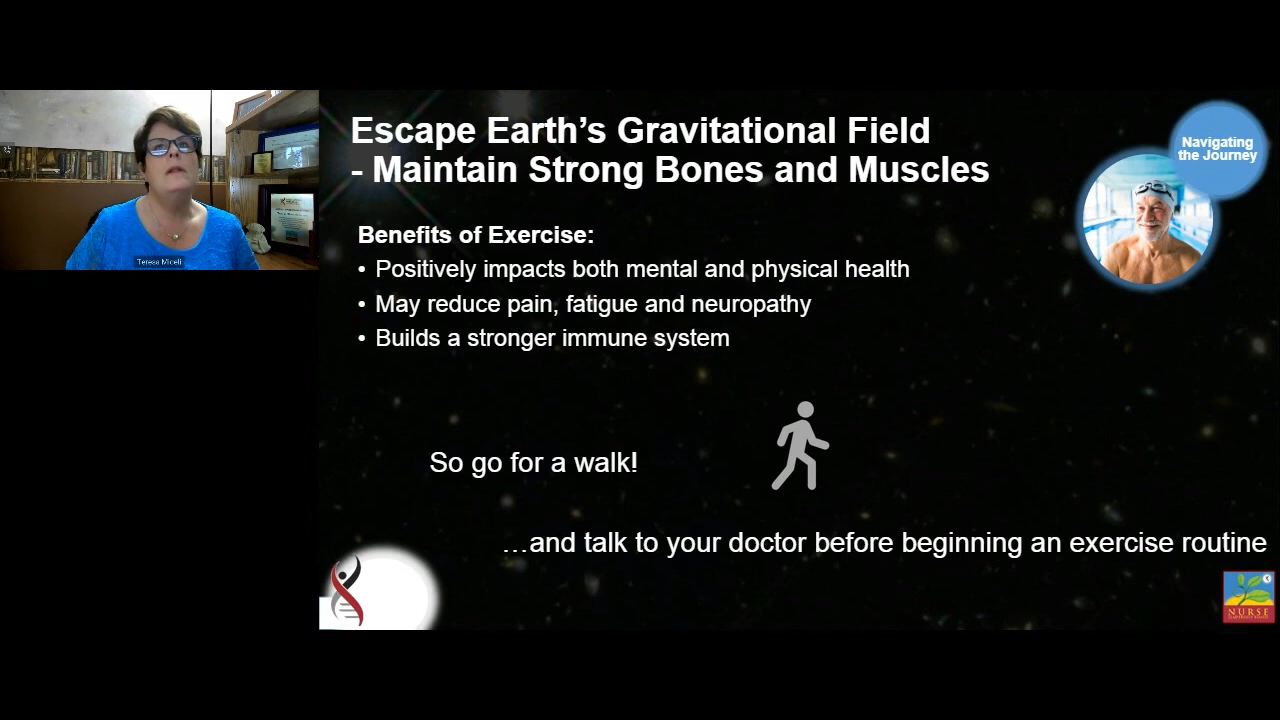 Escape Earth’s Gravitational Field
- Maintain Strong Bones and Muscles
Navigating
the Journey
Benefits of Exercise:
• Positively impacts both mental and physical health
• May reduce pain, fatigue and neuropathy
• Builds a stronger immune system
Teresa Miceli
So go for a walk!
…and talk to your doctor before beginning an exercise routine
NURSE